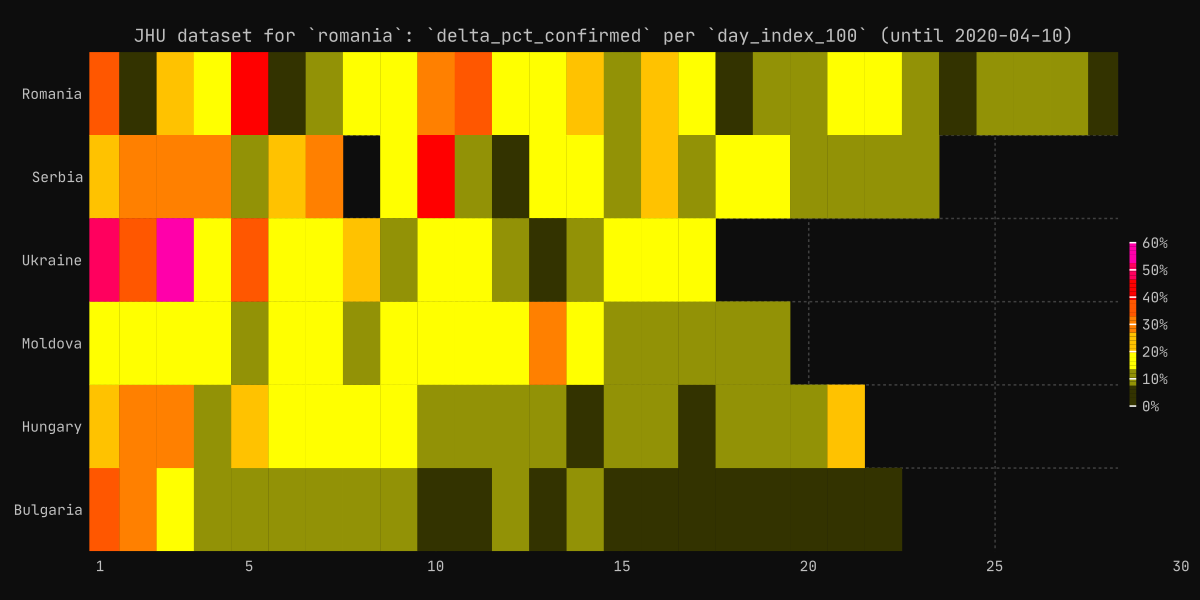 JHU dataset for `romania`: `delta_pct_confirmed` per `day_index_100` (until 2020-04-10)
Romania
Serbia
Ukraine
Moldova
Hungary
Bulgaria
60%
50%
40%
30%
20%
10%
0%
1 5 10 15 20 25 30